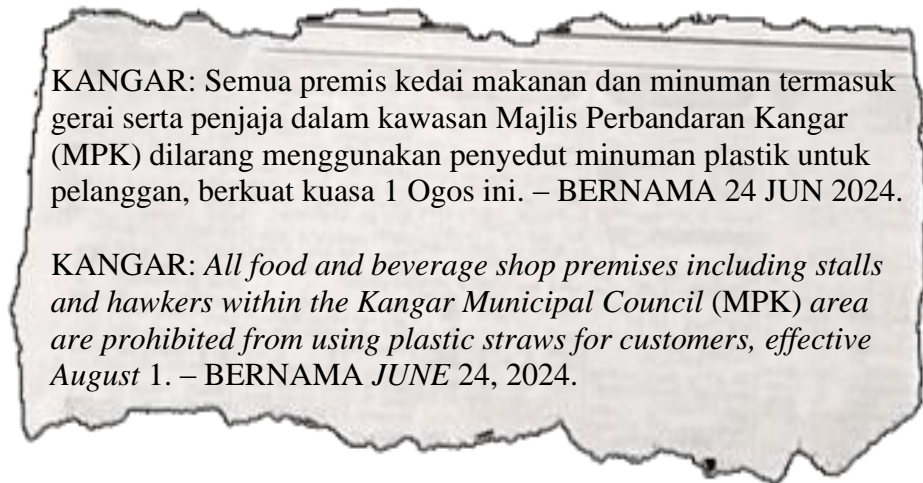 KANGAR: Semua premis kedai makanan dan minuman termasuk
gerai serta penjaja dalam kawasan Majlis Perbandaran Kangar
(MPK) dilarang menggunakan penyedut minuman plastik untuk
pelanggan, berkuat kuasa 1 Ogos ini. – BERNAMA 24 JUN 2024.
KANGAR: All food and beverage shop premises including stalls
and hawkers within the Kangar Municipal Council (MPK) area
are prohibited from using plastic straws for customers, effective
August 1. – BERNAMA JUNE 24, 2024.